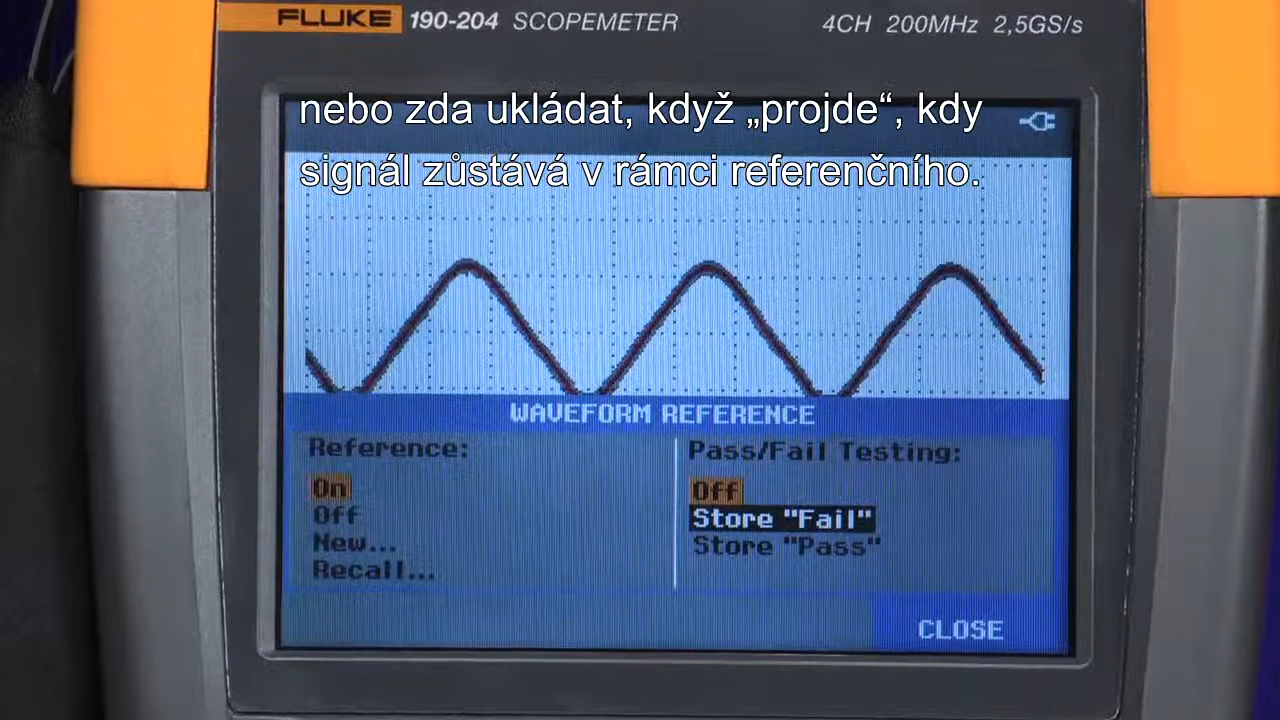 FLUKE 190-204 SCOPEMETER 4CH 200MHz 2,5GS/s
nebo zda ukládat, když „projde“, kdy
signál zůstává v rámci referenčního.
WAVEFORM REFERENCE
Reference: Pass/Fail Testing:
On Off
Off Store "Fail"
New... Store "Pass"
Recall...
CLOSE